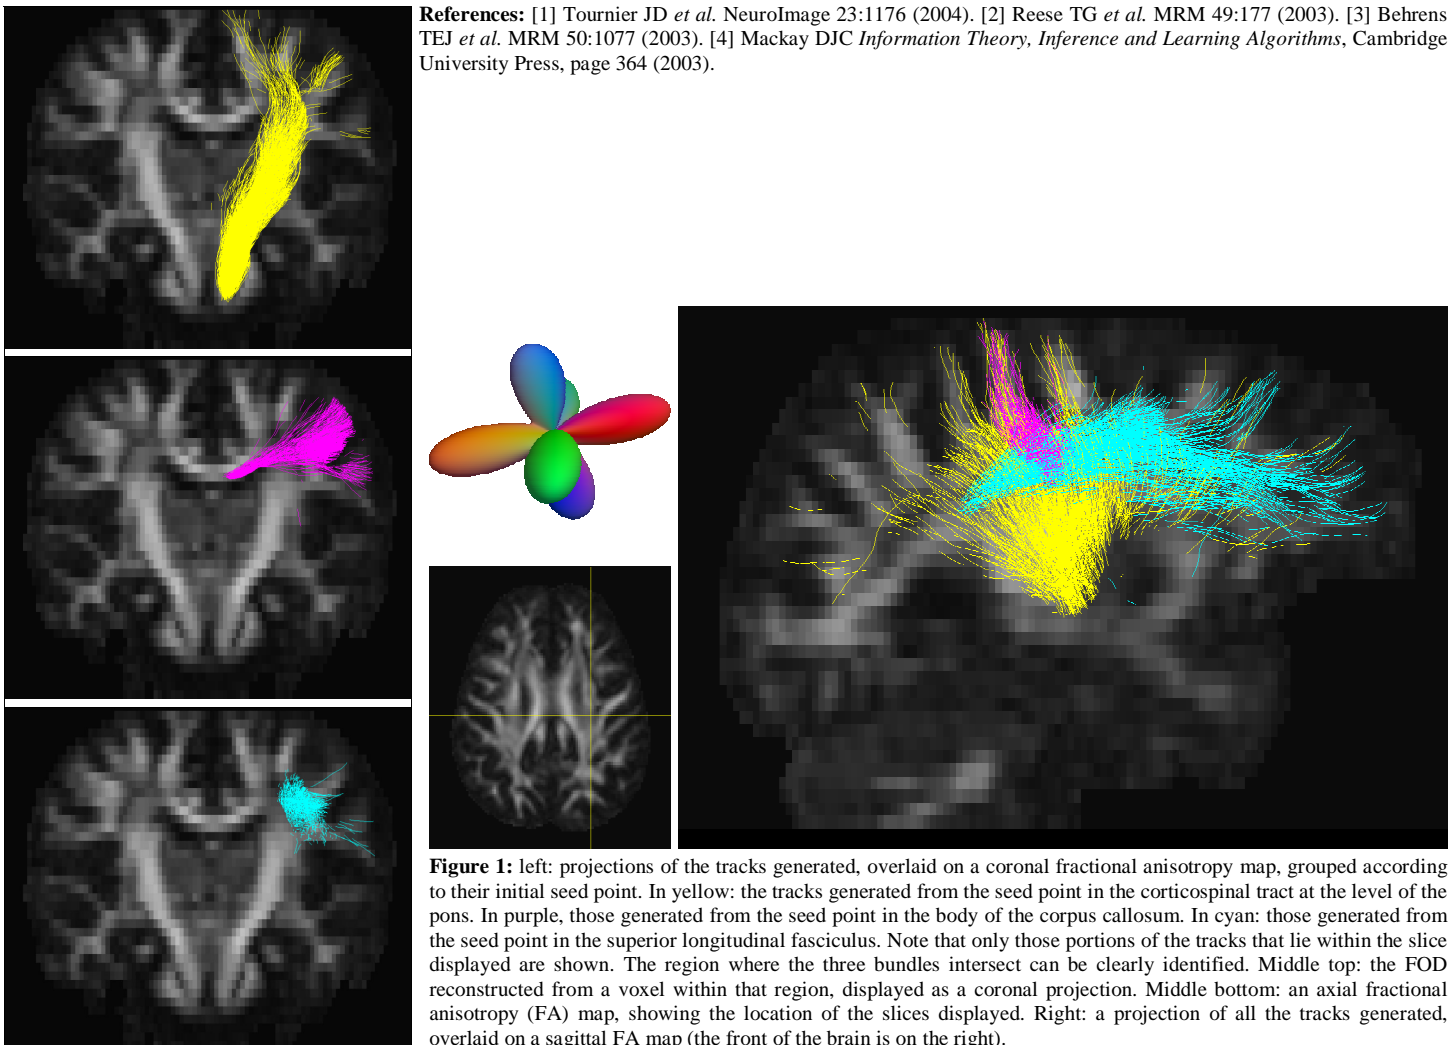 References: [1] Tournier JD et al. NeuroImage 23:1176 (2004). [2] Reese TG et al. MRM 49:177 (2003). [3] Behrens
TEJ et al. MRM 50:1077 (2003). [4] Mackay DJC Information Theory, Inference and Learning Algorithms, Cambridge
University Press, page 364 (2003).
Figure 1: left: projections of the tracks generated, overlaid on a coronal fractional anisotropy map, grouped according
to their initial seed point. In yellow: the tracks generated from the seed point in the corticospinal tract at the level of the
pons. In purple, those generated from the seed point in the body of the corpus callosum. In cyan: those generated from
the seed point in the superior longitudinal fasciculus. Note that only those portions of the tracks that lie within the slice
displayed are shown. The region where the three bundles intersect can be clearly identified. Middle top: the FOD
reconstructed from a voxel within that region, displayed as a coronal projection. Middle bottom: an axial fractional
anisotropy (FA) map, showing the location of the slices displayed. Right: a projection of all the tracks generated,
overlaid on a sagittal FA map (the front of the brain is on the right).